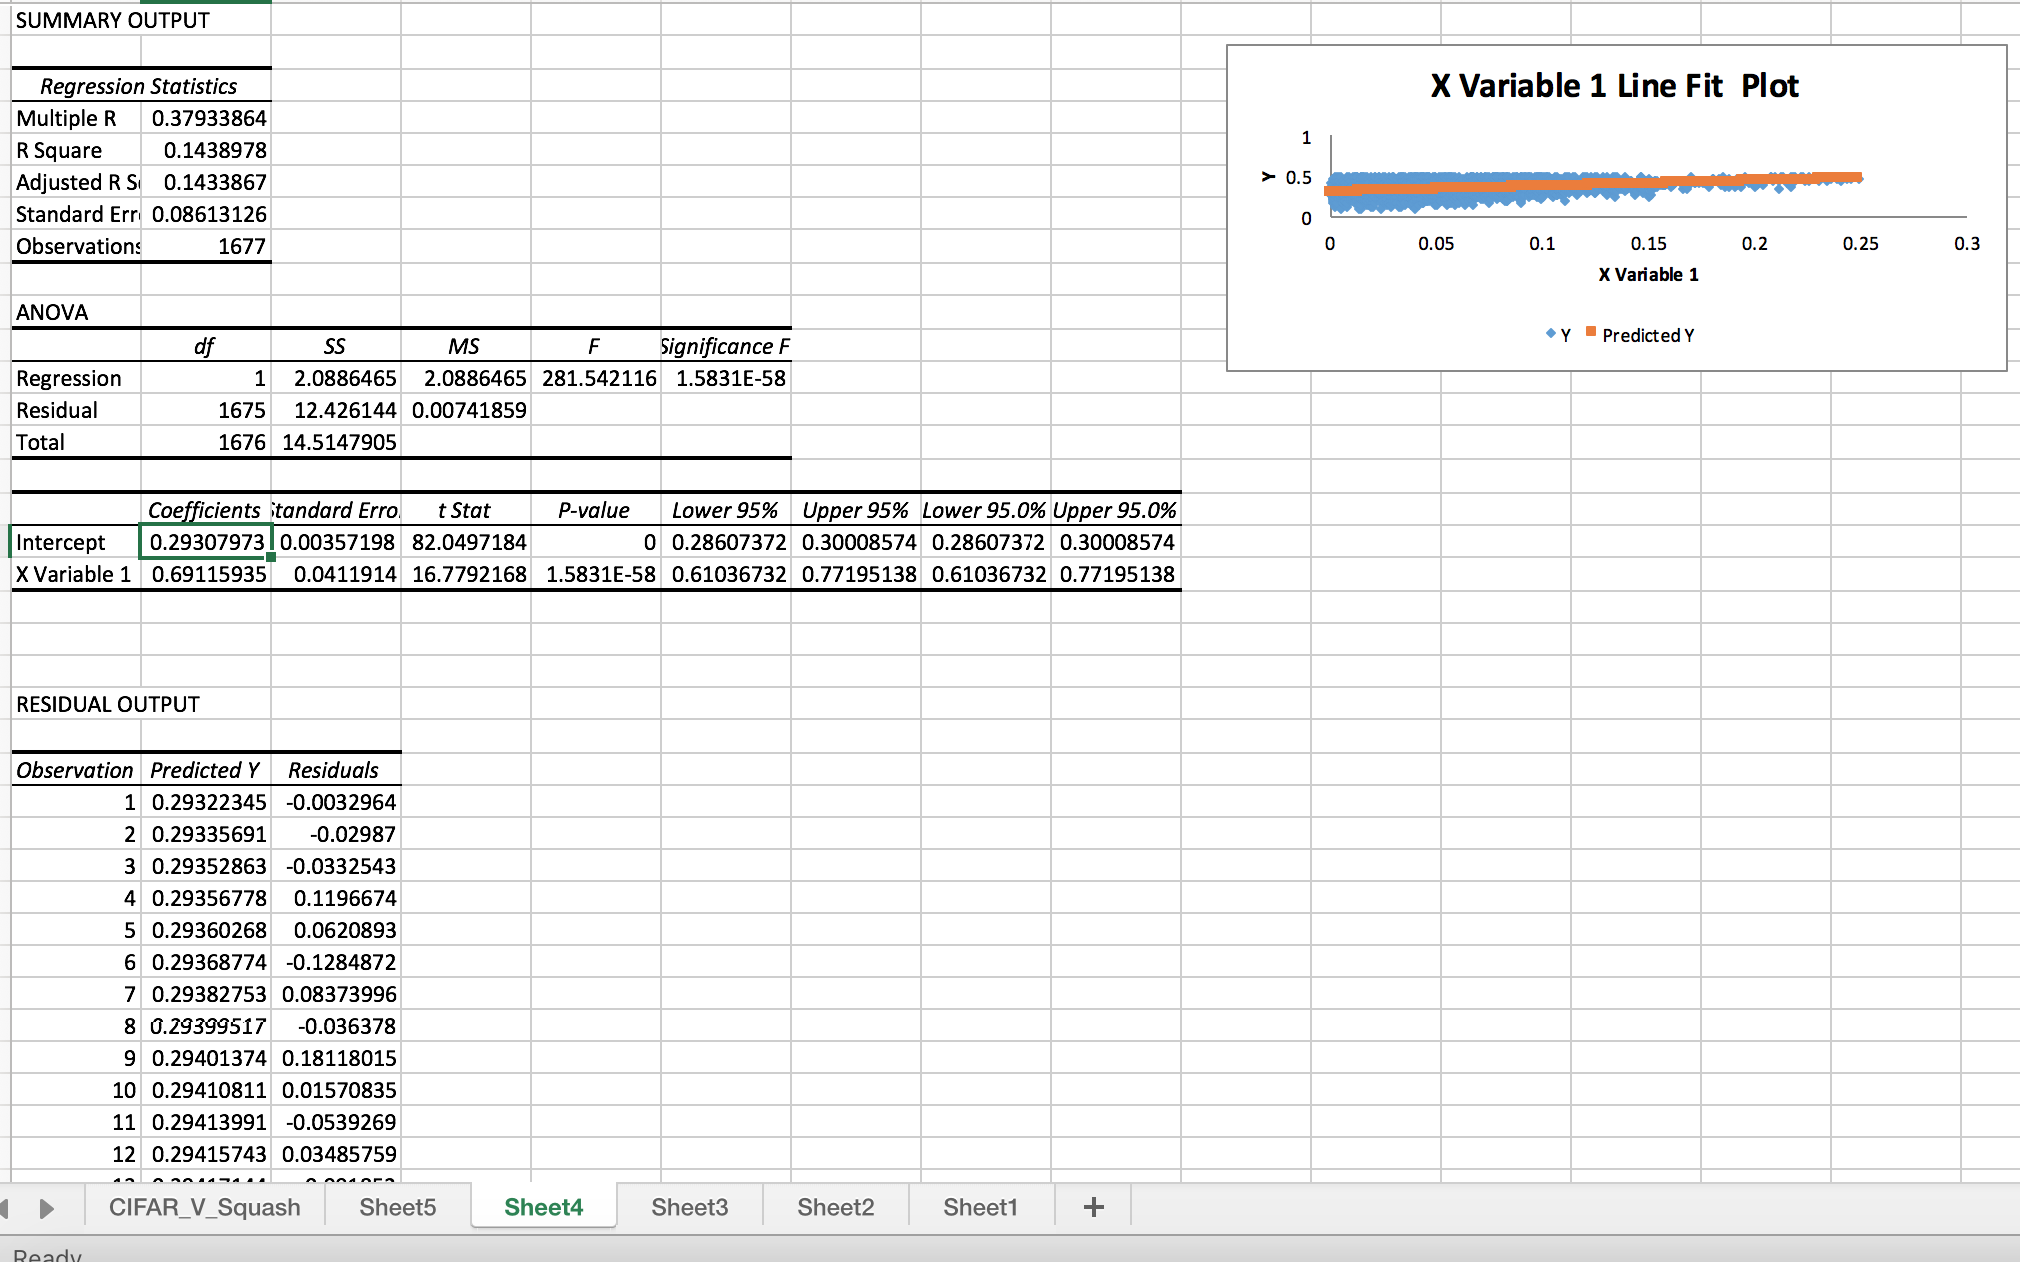 SUMMARY OUTPUT
Regression Statistics
Multiple R 0.37933864
R Square 0.1438978
Adjusted R S 0.1433867
Standard Err 0.08613126
Observations 1677
ANOVA
df SS MS F Significance F
Regression 1 2.0886465 2.0886465 281.542116 1.5831E-58
Residual 1675 12.426144 0.00741859
Total 1676 14.5147905
Coefficients Standard Erro t Stat P-value Lower 95% Upper 95% Lower 95.0% Upper 95.0%
Intercept 0.29307973 0.00357198 82.0497184 0 0.28607372 0.30008574 0.28607372 0.30008574
X Variable 1 0.69115935 0.0411914 16.7792168 1.5831E-58 0.61036732 0.77195138 0.61036732 0.77195138
RESIDUAL OUTPUT
Observation Predicted Y Residuals
1 0.29322345 -0.0032964
2 0.29335691 -0.02987
3 0.29352863 -0.0332543
4 0.29356778 0.1196674
5 0.29360268 0.0620893
6 0.29368774 -0.1284872
7 0.29382753 0.08373996
8 0.29399517 -0.036378
9 0.29401374 0.18118015
10 0.29410811 0.01570835
11 0.29413991 -0.0539269
12 0.29415743 0.03485759
X Variable 1 Line Fit Plot
1
Y 0.5
0
0 0.05 0.1 0.15 0.2 0.25 0.3
X Variable 1
Y Predicted Y
CIFAR_V_Squash Sheet5 Sheet4 Sheet3 Sheet2 Sheet1 +
Ready